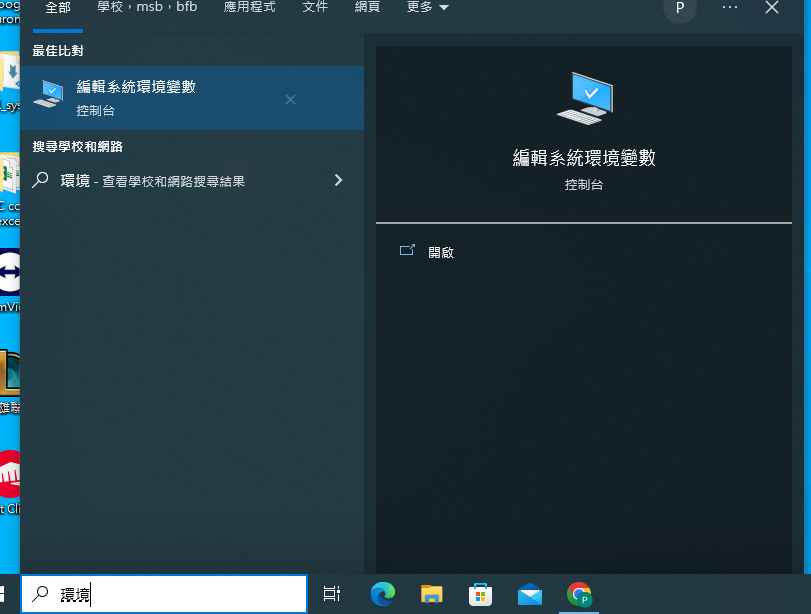 全部 學校，msb，bfb 應用程式 文件 網頁 更多 P ...
最佳比對
編輯系統環境變數
控制台
搜尋學校和網路
環境 - 查看學校和網路搜尋結果
編輯系統環境變數
控制台
開啟
環境
P